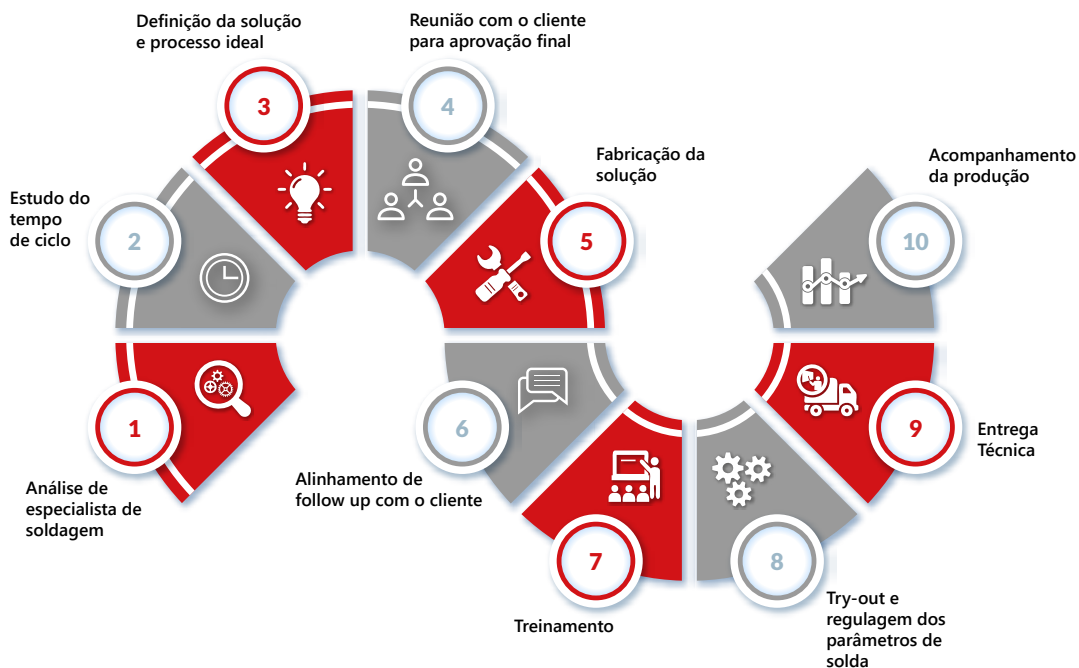 1
Análise de
especialista de
soldagem
2
Estudo do
tempo
de ciclo
3
Definição da solução
e processo ideal
4
Reunião com o cliente
para aprovação final
5
Fabricação da
solução
6
Alinhamento de
follow up com o cliente
7
Treinamento
8
Try-out e
regulagem dos
parâmetros de
solda
9
Entrega
Técnica
10
Acompanhamento
da produção